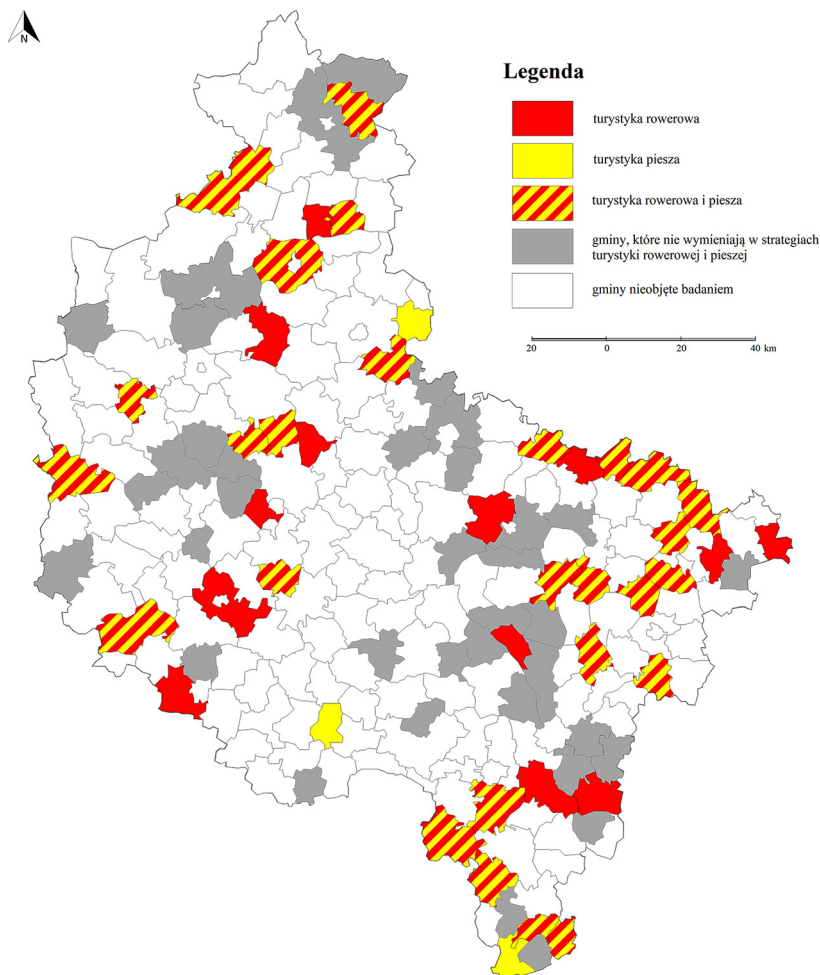 N
Legenda
turystyka rowerowa
turystyka piesza
turystyka rowerowa i piesza
gminy, które nie wymieniają w strategiach
turystyki rowerowej i pieszej
gminy nieobjęte badaniem
20 0 20 40 km